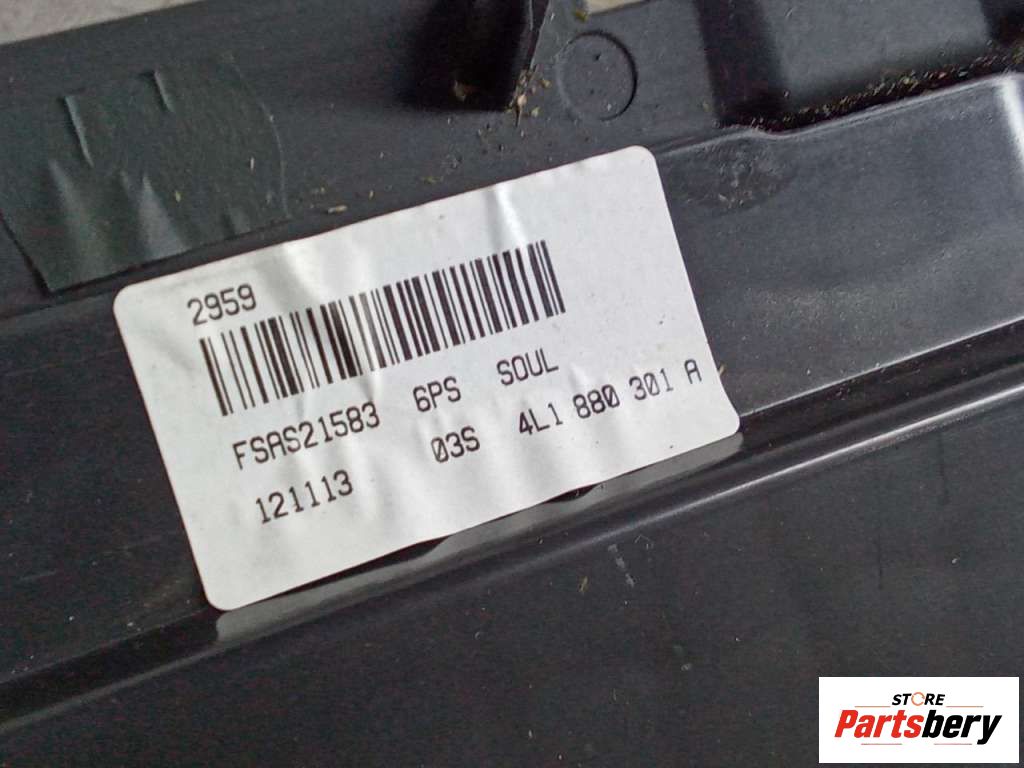 2959
FSAS21583 6PS SOUL
121113 03S 4L1 880 301 A
STORE
Partsbery